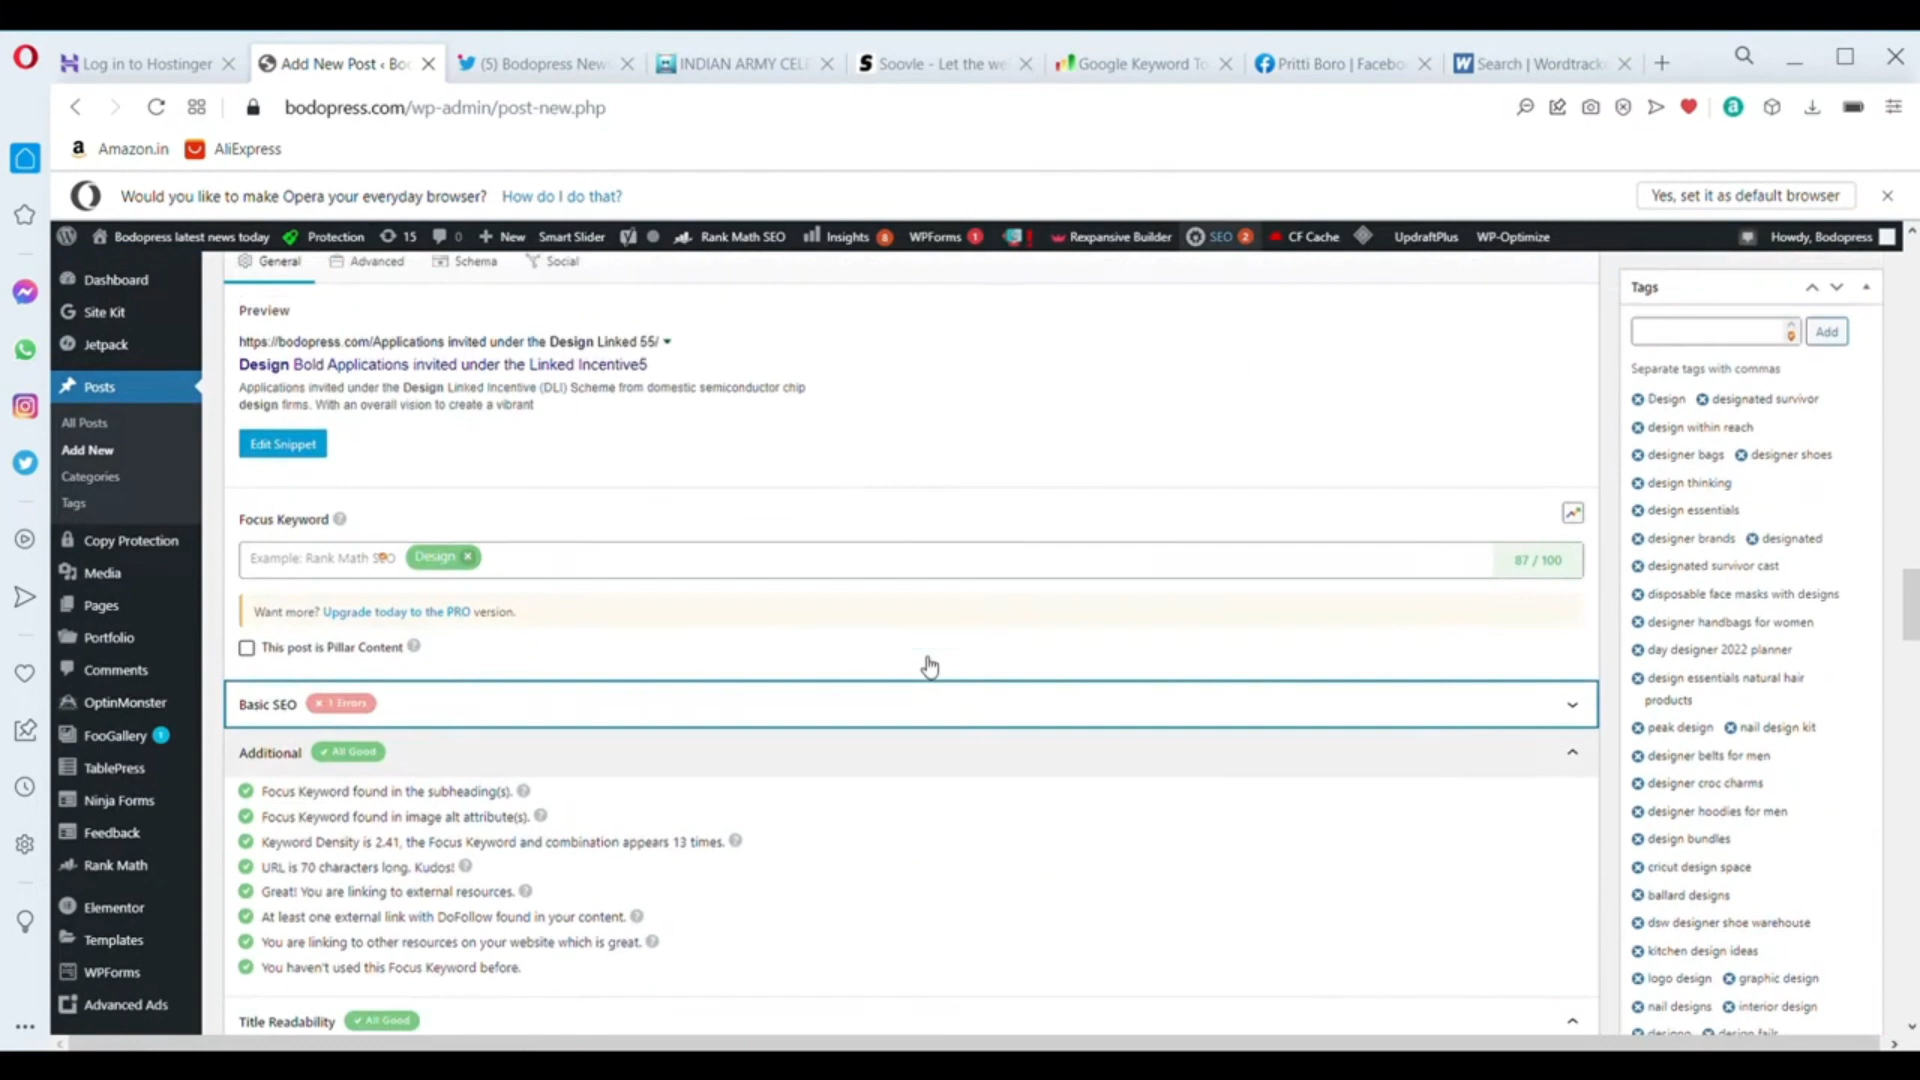 Log in to Hostinger
Add New Post ‹ Bo
(5) Bodopress New
INDIAN ARMY CEL
Soovle - Let the we
Google Keyword To
Pritti Boro | Facebo
Search | Wordtrack
bodopress.com/wp-admin/post-new.php
Amazon.in
AliExpress
Would you like to make Opera your everyday browser? How do I do that?
Yes, set it as default browser
Bodopress latest news today
Protection
15
0
New
Smart Slider
Rank Math SEO
Insights 8
WPForms 1
Rexpansive Builder
SEO 2
CF Cache
UpdraftPlus
WP-Optimize
Howdy, Bodopress
Dashboard
Site Kit
Jetpack
Posts
All Posts
Add New
Categories
Tags
Copy Protection
Media
Pages
Portfolio
Comments
OptinMonster
FooGallery 1
TablePress
Ninja Forms
Feedback
Rank Math
Elementor
Templates
WPForms
Advanced Ads
General
Advanced
Schema
Social
Preview
https://bodopress.com/Applications invited under the Design Linked 55/
Design Bold Applications invited under the Linked Incentive5
Applications invited under the Design Linked Incentive (DLI) Scheme from domestic semiconductor chip
design firms. With an overall vision to create a vibrant
Edit Snippet
Focus Keyword
Example: Rank Math SEO
Design
87 / 100
Want more? Upgrade today to the PRO version.
This post is Pillar Content
Basic SEO
1 Errors
Additional
All Good
Focus Keyword found in the subheading(s).
Focus Keyword found in image alt attribute(s).
Keyword Density is 2.41, the Focus Keyword and combination appears 13 times.
URL is 70 characters long. Kudos!
Great! You are linking to external resources.
At least one external link with DoFollow found in your content.
You are linking to other resources on your website which is great.
You haven't used this Focus Keyword before.
Title Readability
All Good
Tags
Add
Separate tags with commas
Design designated survivor
design within reach
designer bags designer shoes
design thinking
design essentials
designer brands designated
designated survivor cast
disposable face masks with designs
designer handbags for women
day designer 2022 planner
design essentials natural hair
products
peak design nail design kit
designer belts for men
designer croc charms
designer hoodies for men
design bundles
cricut design space
ballard designs
dsw designer shoe warehouse
kitchen design ideas
logo design graphic design
nail designs interior design